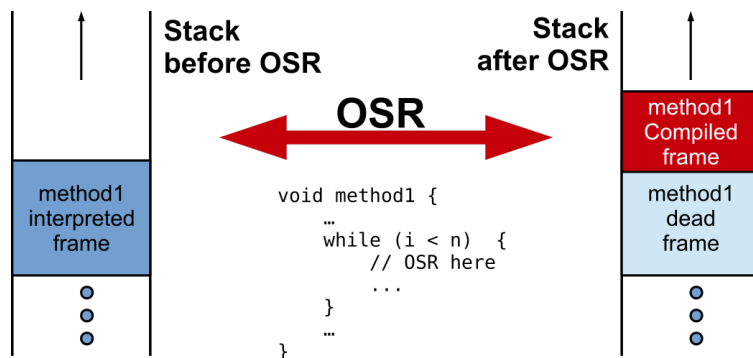 Stack
before OSR
Stack
after OSR
OSR
method1
interpreted
frame
void method1 {
…
while (i < n)  {
// OSR here
...
}
…
}
method1
Compiled
frame
method1
dead
frame